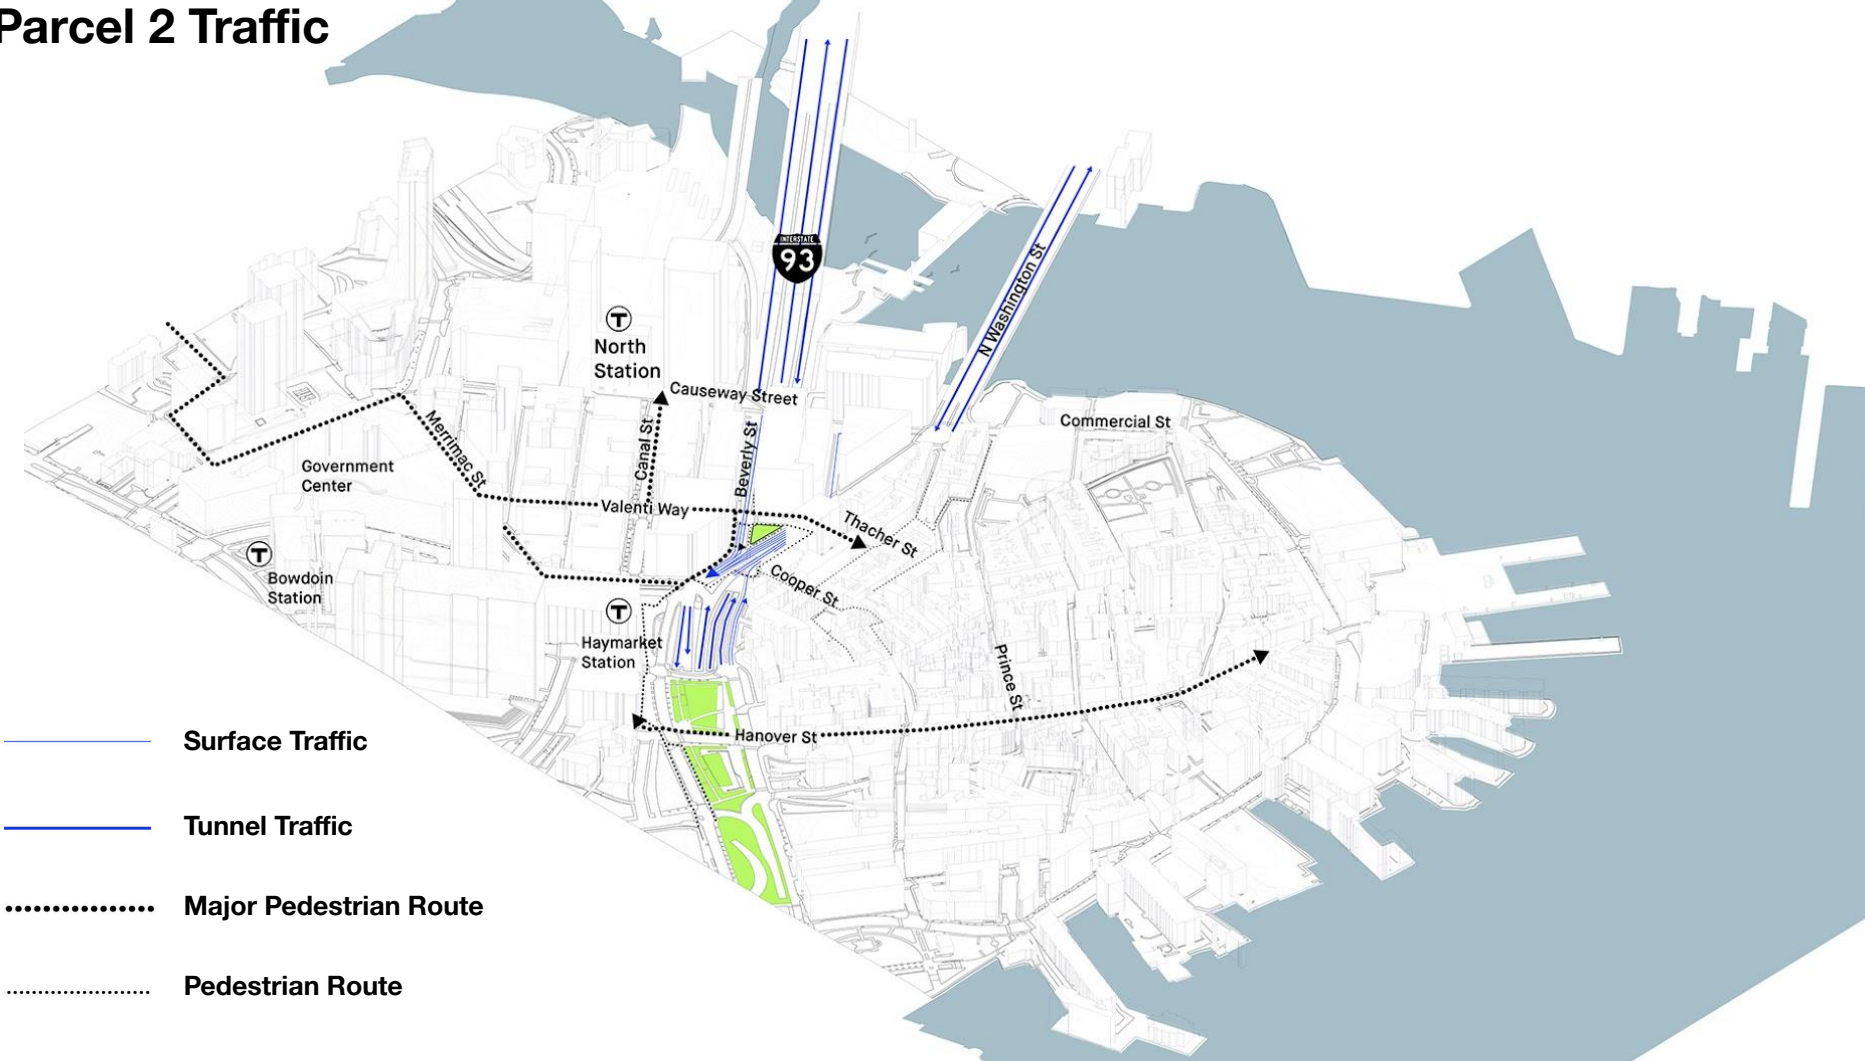 Parcel 2 Traffic
INTERSTATE
93
N Washington St
T
North
Station
Causeway Street
Commercial St
Merrimac St
Canal St
Beverly St
Government
Center
Valenti Way
Thacher St
T
Bowdoin
Station
Cooper St
T
Haymarket
Station
Prince St
Hanover St
Surface Traffic
Tunnel Traffic
Major Pedestrian Route
Pedestrian Route